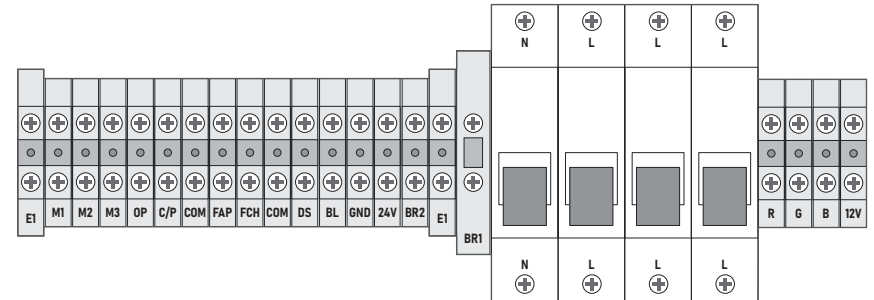 N L L L
E1 M1 M2 M3 OP C/P COM FAP FCH COM DS BL GND 24V BR2 E1 BR1 R G B 12V
N L L L